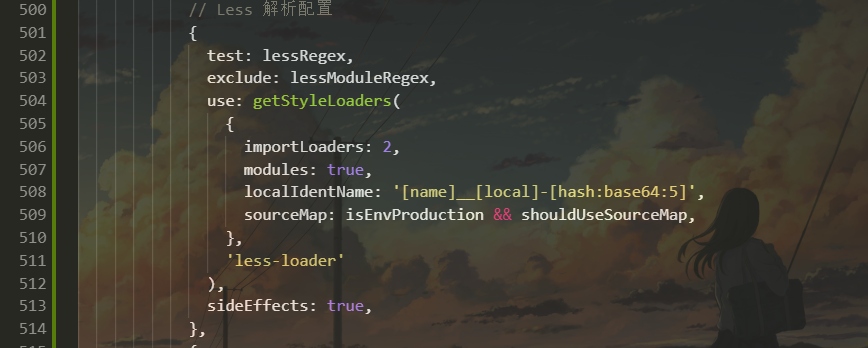 500 // Less 解析配置
501 {
502 test: lessRegex,
503 exclude: lessModuleRegex,
504 use: getStyleLoaders(
505 {
506 importLoaders: 2,
507 modules: true,
508 localIdentName: '[name]__[local]-[hash:base64:5]',
509 sourceMap: isEnvProduction && shouldUseSourceMap,
510 },
511 'less-loader'
512 ),
513 sideEffects: true,
514 },
515 {